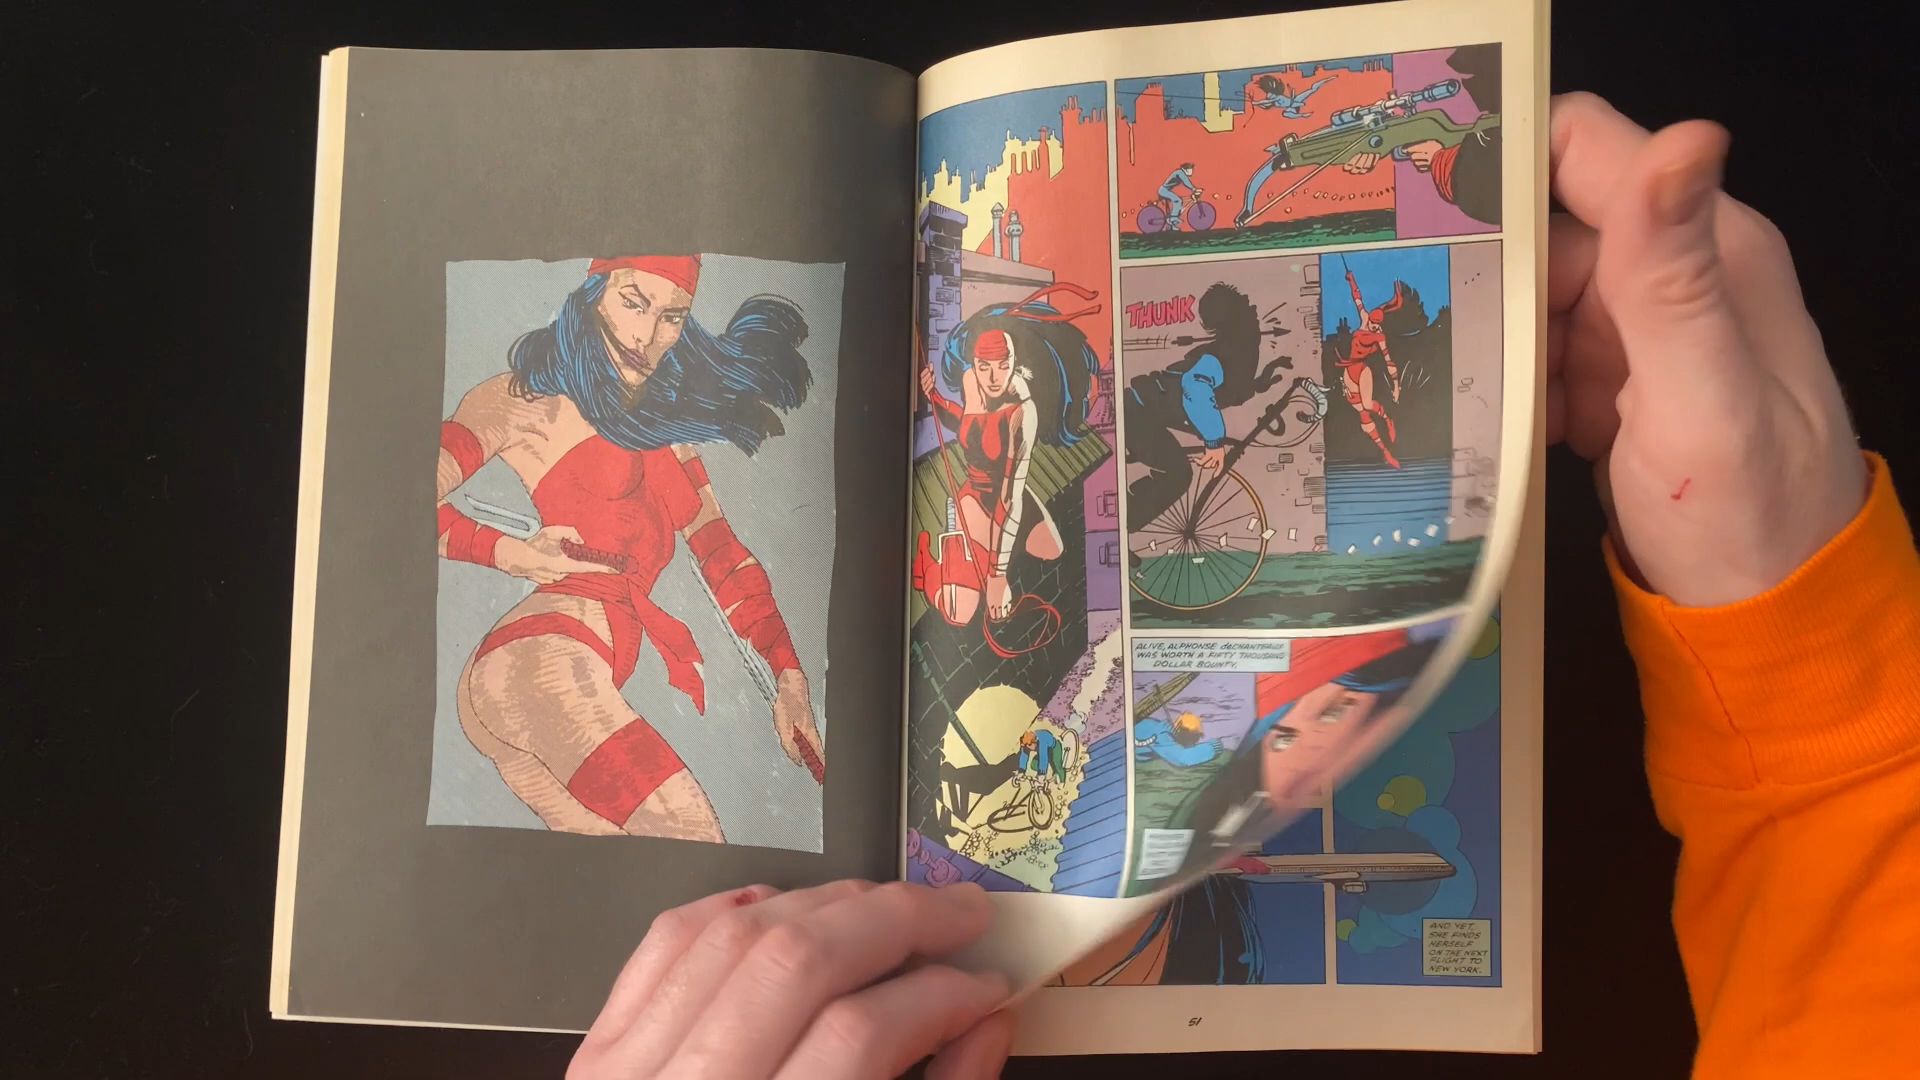 THUNK
ALIVE, ALPHONSE deCHANTEAUX
WAS WORTH A FIFTY THOUSAND
DOLLAR BOUNTY.
AND YET,
SHE FINDS
HERSELF
ON THE NEXT
FLIGHT TO
NEW YORK.
51